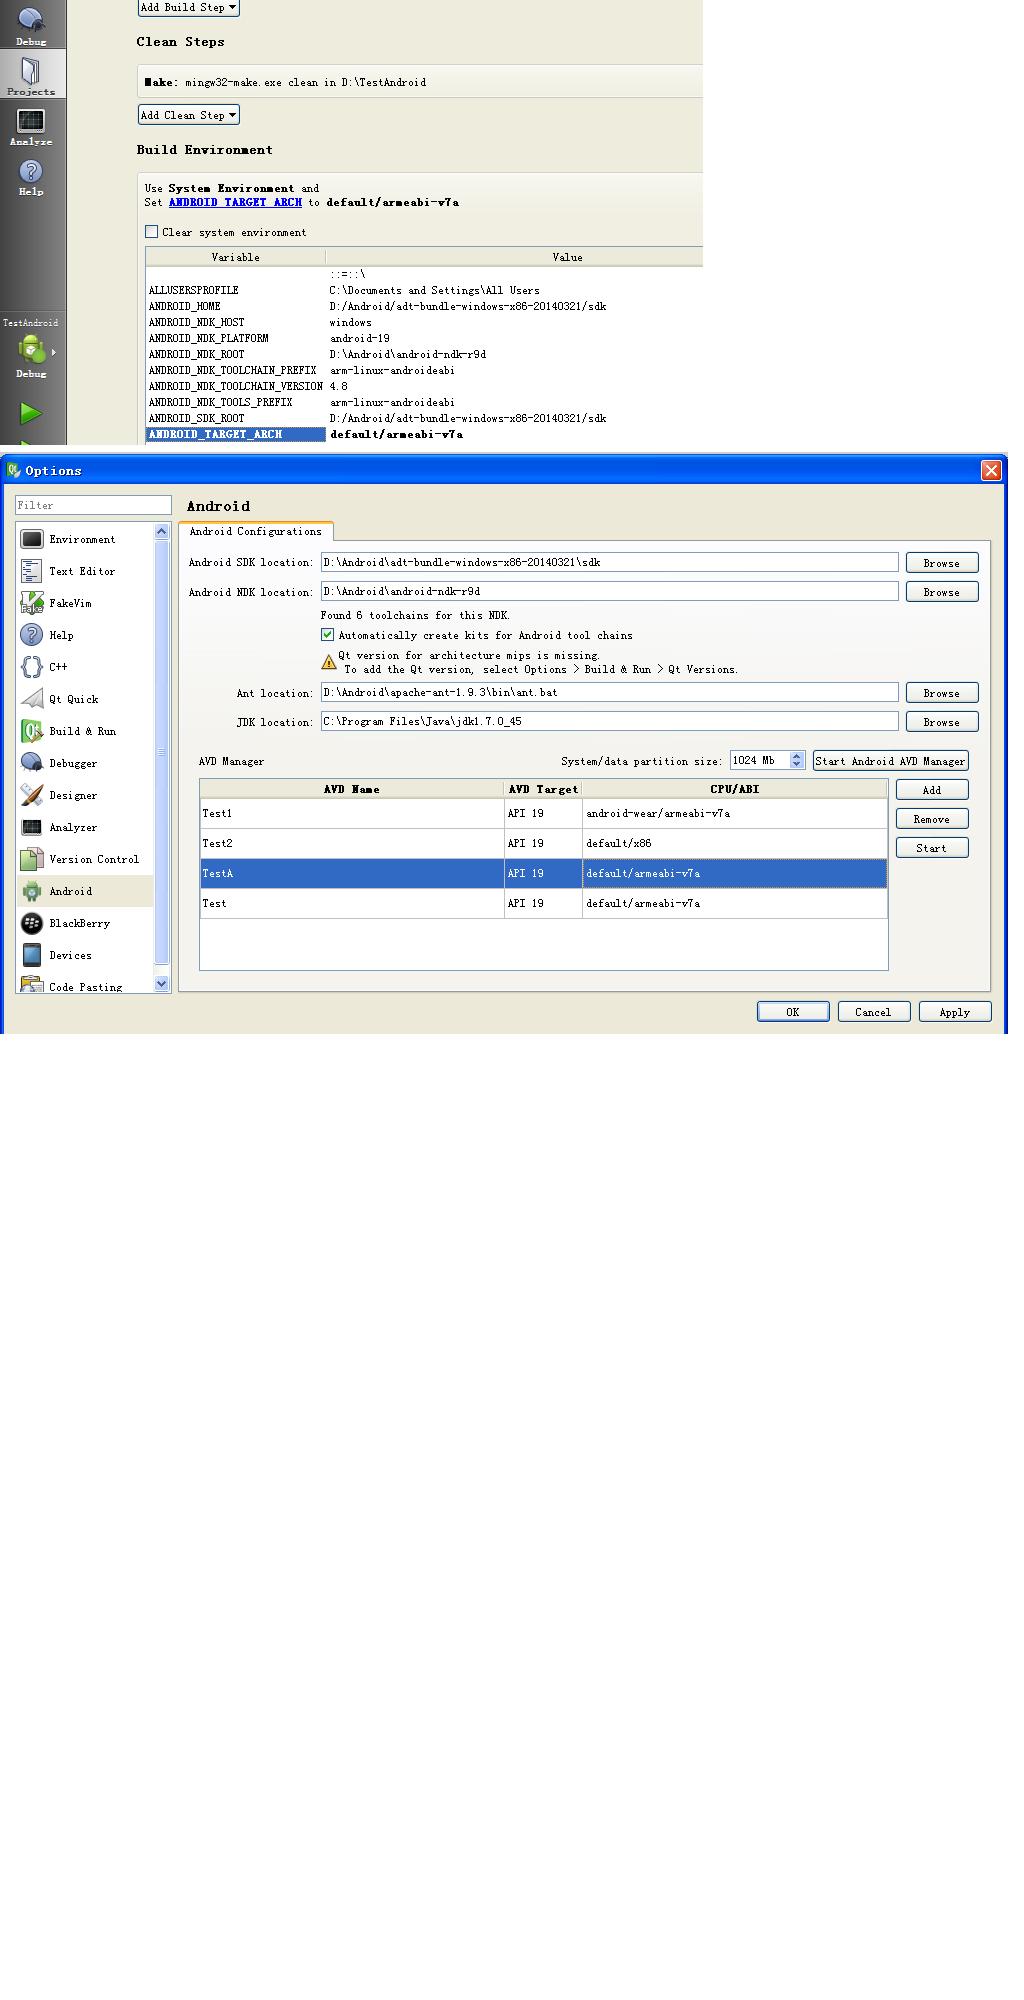 Add Build Step
Debug
Clean Steps
Make: mingw32-make.exe clean in D:\TestAndroid
Projects
Add Clean Step
Analyze
Build Environment
Help
Use System Environment and
Set ANDROID_TARGET_ARCH to default/armeabi-v7a
Clear system environment
Variable Value
::=::\
ALLUSERSPROFILE C:\Documents and Settings\All Users
ANDROID_HOME D:/Android/adt-bundle-windows-x86-20140321/sdk
ANDROID_NDK_HOST windows
ANDROID_NDK_PLATFORM android-19
ANDROID_NDK_ROOT D:\Android\android-ndk-r9d
ANDROID_NDK_TOOLCHAIN_PREFIX arm-linux-androideabi
ANDROID_NDK_TOOLCHAIN_VERSION 4.8
ANDROID_NDK_TOOLS_PREFIX arm-linux-androideabi
ANDROID_SDK_ROOT D:/Android/adt-bundle-windows-x86-20140321/sdk
ANDROID_TARGET_ARCH default/armeabi-v7a
TestAndroid
Debug
Options
Filter
Environment
Text Editor
FakeVim
Help
C++
Qt Quick
Build & Run
Debugger
Designer
Analyzer
Version Control
Android
BlackBerry
Devices
Code Pasting
Android
Android Configurations
Android SDK location: D:\Android\adt-bundle-windows-x86-20140321\sdk Browse
Android NDK location: D:\Android\android-ndk-r9d Browse
Found 6 toolchains for this NDK.
Automatically create kits for Android tool chains
Qt version for architecture mips is missing.
To add the Qt version, select Options > Build & Run > Qt Versions.
Ant location: D:\Android\apache-ant-1.9.3\bin\ant.bat Browse
JDK location: C:\Program Files\Java\jdk1.7.0_45 Browse
AVD Manager System/data partition size: 1024 Mb Start Android AVD Manager
AVD Name AVD Target CPU/ABI
Test1 API 19 android-wear/armeabi-v7a
Test2 API 19 default/x86
TestA API 19 default/armeabi-v7a
Test API 19 default/armeabi-v7a
Add
Remove
Start
OK Cancel Apply